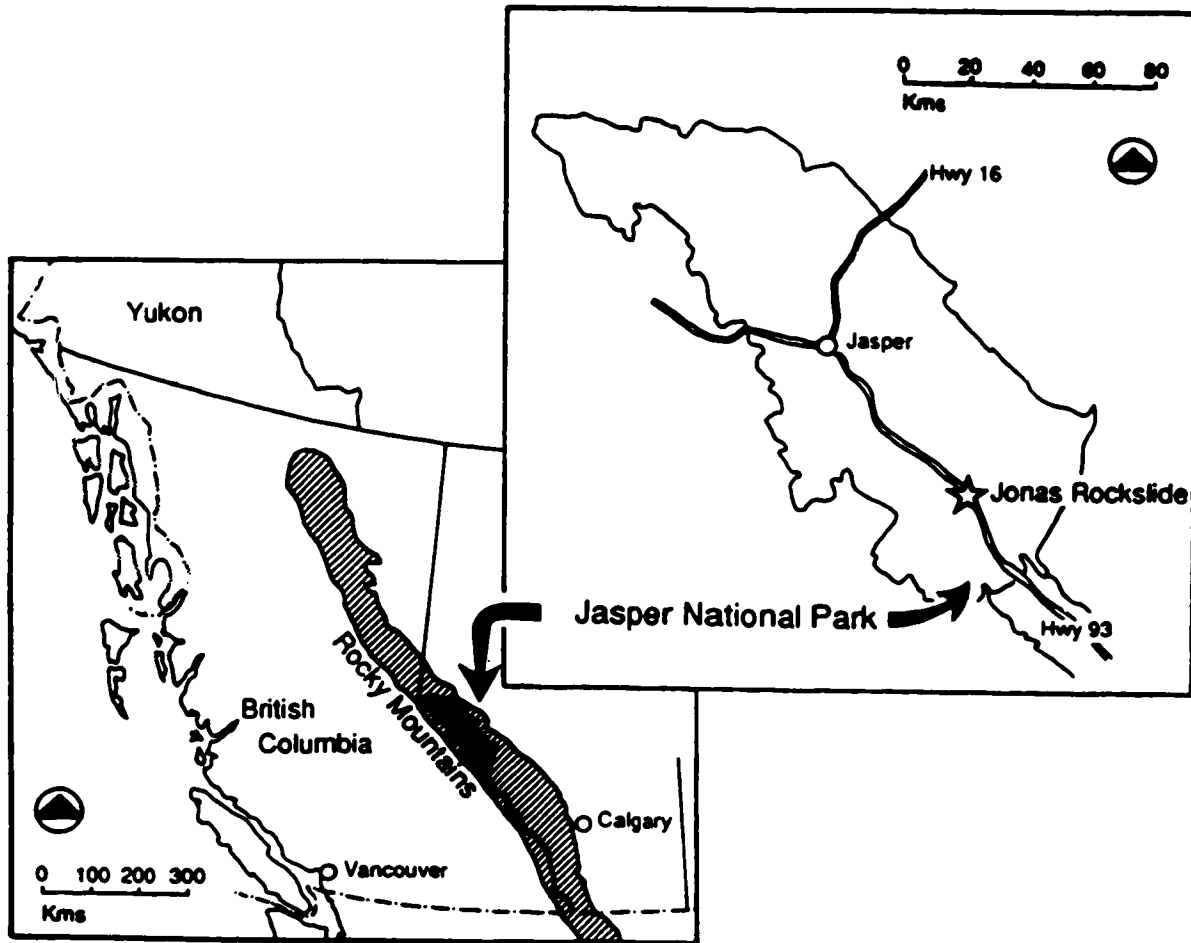 0 20 40 60 80
Kms
Hwy 16
Jasper
Jonas Rockslide
Jasper National Park
Hwy 93
Yukon
Rocky Mountains
British
Columbia
Calgary
Vancouver
0 100 200 300
Kms